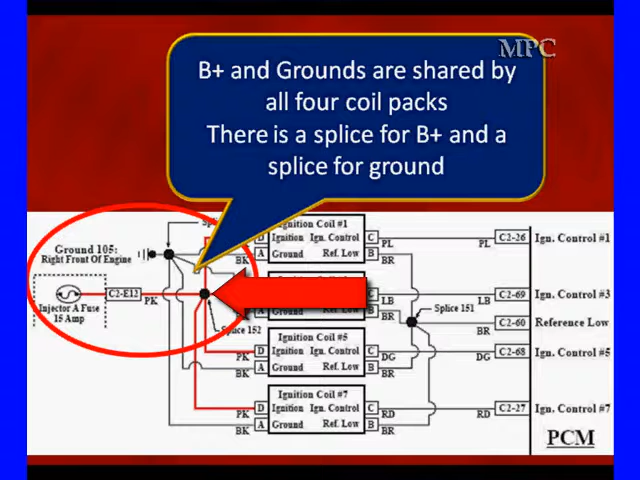 MPC
B+ and Grounds are shared by
all four coil packs
There is a splice for B+ and a
splice for ground
Ground 105:
Right Front Of Engine
Injector A Fuse
15 Amp
C2-E12
PK
Splice 152
BK
Ignition Coil #1
D Ignition Ign. Control C
A Ground Ref. Low B
PL
BR
PL
C2-26
Ign. Control #1
C
B
LB
BR
LB
C2-69
Ign. Control #3
Splice 151
BR
C2-60
Reference Low
Ignition Coil #5
PK
D Ignition Ign. Control C
DG
DG
C2-68
Ign. Control #5
BK
A Ground Ref. Low B
BR
Ignition Coil #7
PK
D Ignition Ign. Control C
RD
RD
C2-27
Ign. Control #7
BK
A Ground Ref. Low B
BR
PCM